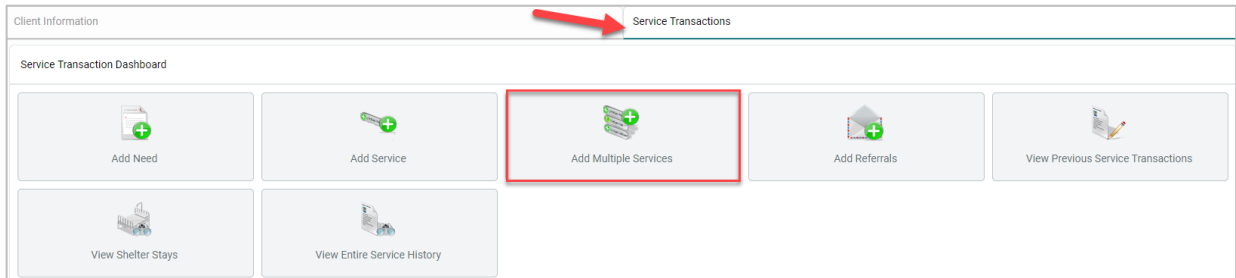 Client Information
Service Transactions
Service Transaction Dashboard
Add Need
Add Service
Add Multiple Services
Add Referrals
View Previous Service Transactions
View Shelter Stays
View Entire Service History